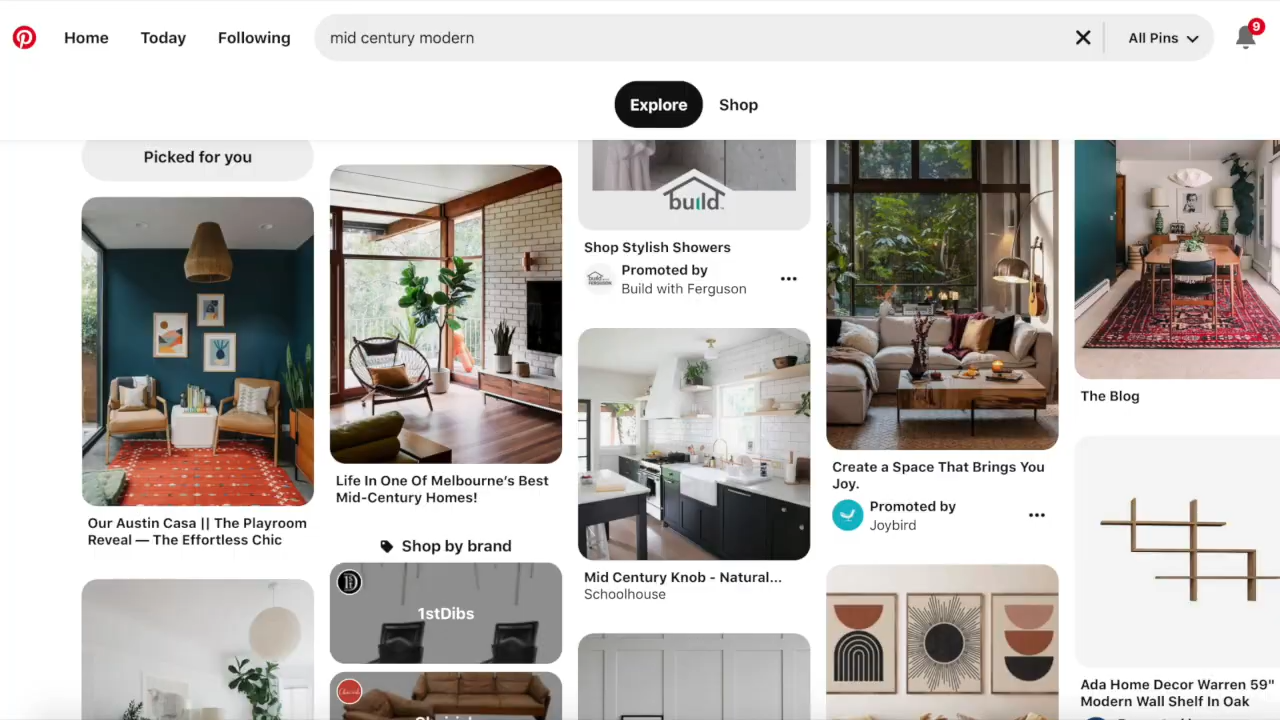 Home
Today
Following
mid century modern
All Pins
9
Explore
Shop
Picked for you
Our Austin Casa || The Playroom
Reveal — The Effortless Chic
Life In One Of Melbourne's Best
Mid-Century Homes!
Shop by brand
1stDibs
build
Shop Stylish Showers
Promoted by
Build with Ferguson
Mid Century Knob - Natural...
Schoolhouse
Create a Space That Brings You
Joy.
Promoted by
Joybird
The Blog
Ada Home Decor Warren 59"
Modern Wall Shelf In Oak